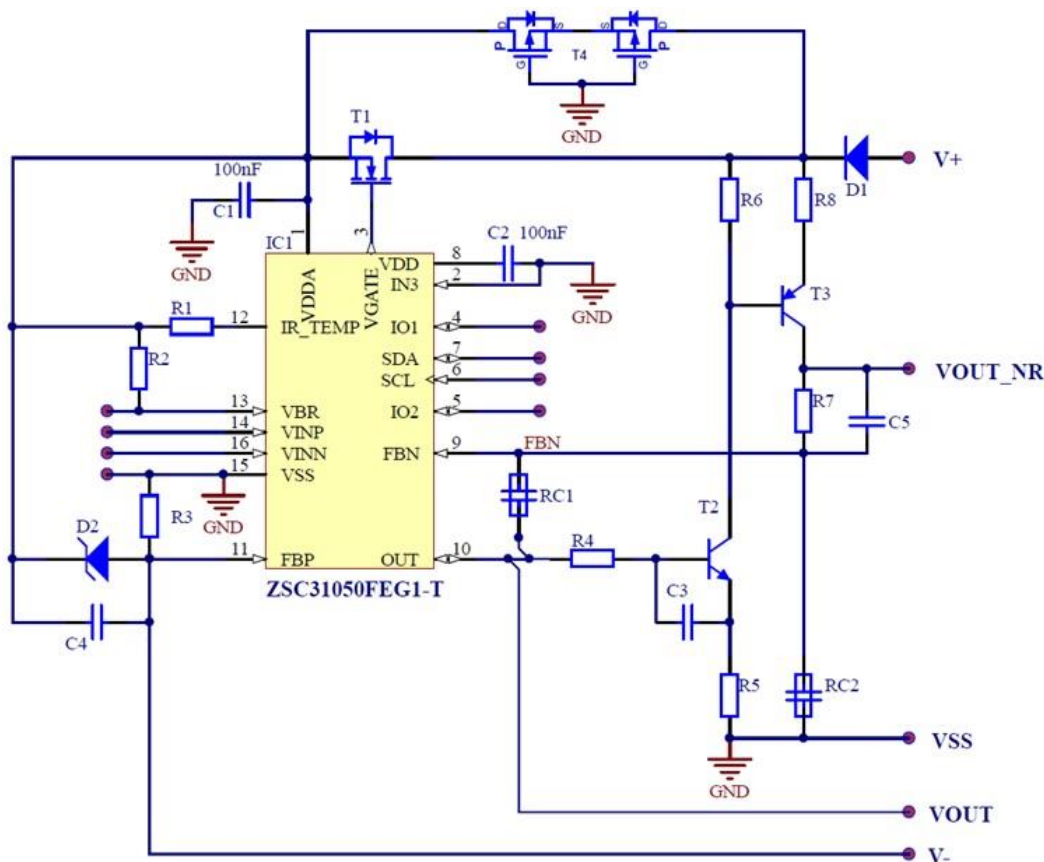 D S S D
P T4 P
G G
GND
T1
V+
100nF
D1
C1
R6 R8
1 3
IC1
C2 100nF
GND
VDDA
VGATE
VDD 8
IN3 2
GND
T3
R1 12 IR_TEMP
IO1 4
R2
SDA 7
SCL 6
VOUT_NR
R7
13 VBR
IO2 5
C5
14 VINP
16 VINN
FBN 9
FBN
15 VSS
GND
RC1
T2
R3
D2
11 FBP
OUT 10
R4
ZSC31050FEG1-T
C3
C4
R5
RC2
VSS
GND
VOUT
V-